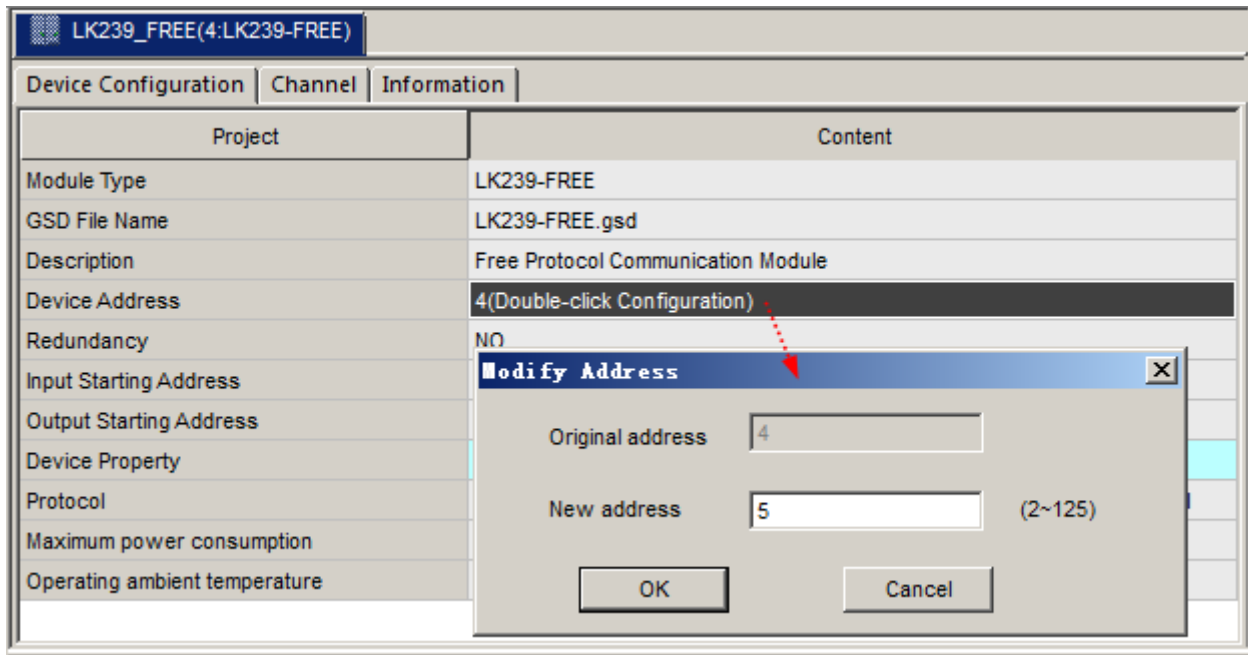 LK239_FREE(4:LK239-FREE)
Device Configuration Channel Information
Project Content
Module Type LK239-FREE
GSD File Name LK239-FREE.gsd
Description Free Protocol Communication Module
Device Address 4(Double-click Configuration)
Redundancy NO
Input Starting Address
Output Starting Address
Device Property
Protocol
Maximum power consumption
Operating ambient temperature
Modify Address
Original address 4
New address 5 (2~125)
OK Cancel